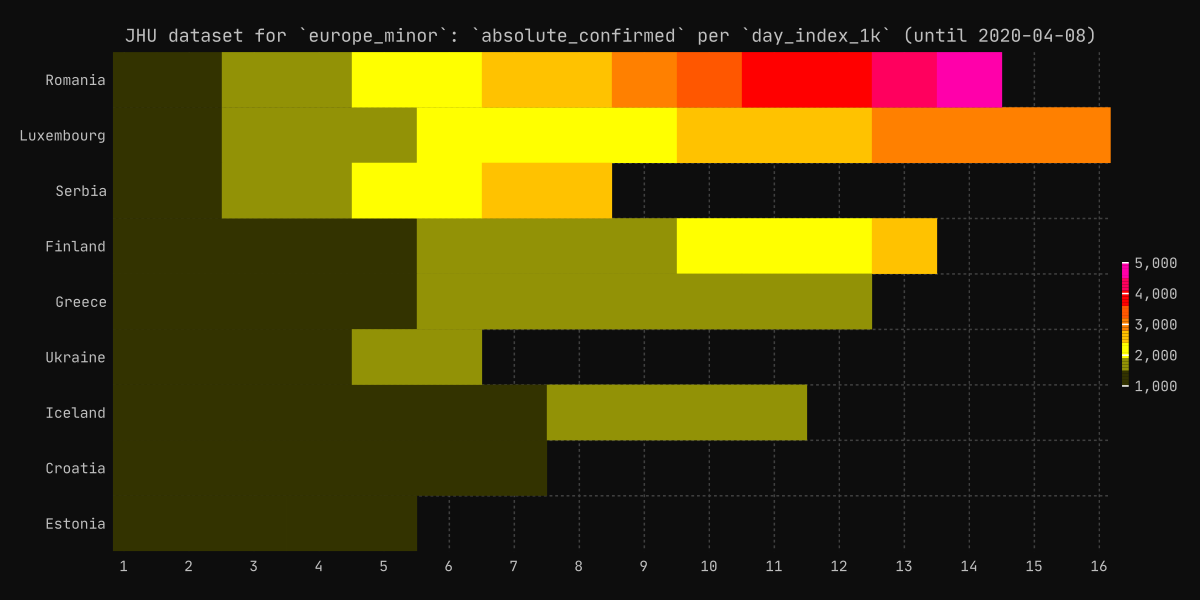 JHU dataset for `europe_minor`: `absolute_confirmed` per `day_index_1k` (until 2020-04-08)
Romania
Luxembourg
Serbia
Finland
Greece
Ukraine
Iceland
Croatia
Estonia
5,000
4,000
3,000
2,000
1,000
1 2 3 4 5 6 7 8 9 10 11 12 13 14 15 16